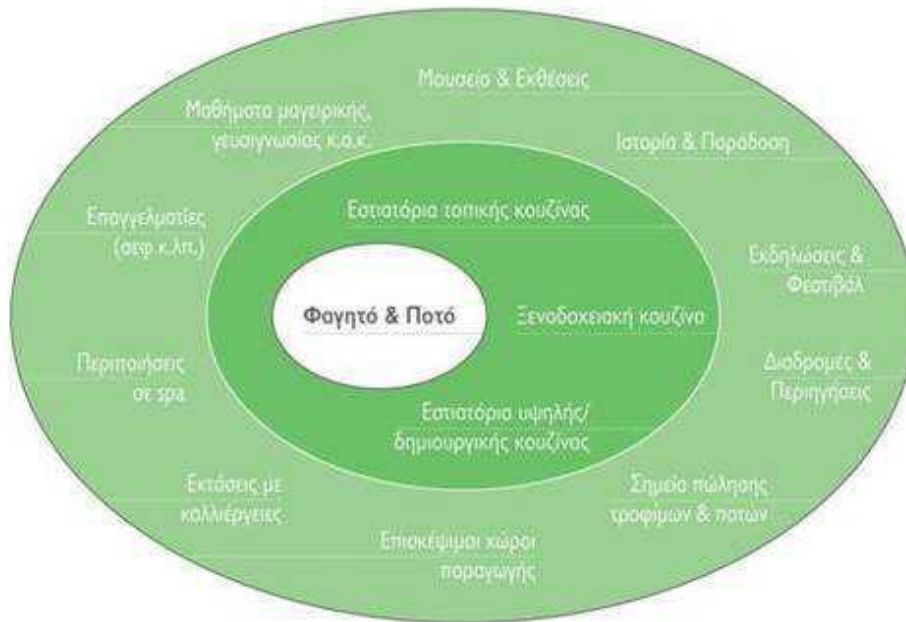 Μουσεία & Εκθέσεις
Μαθήματα μαγειρικής,
γευσιγνωσίας κ.ο.κ.
Ιστορία & Παράδοση
Εστιατόρια τοπικής κουζίνας
Επαγγελματίες
(σεφ κ.λπ.)
Εκδηλώσεις &
Φεστιβάλ
Φαγητό & Ποτό
Ξενοδοχειακή κουζίνα
Περιποιήσεις
σε spa
Διαδρομές &
Περιηγήσεις
Εστιατόρια υψηλής/
δημιουργικής κουζίνας
Εκτάσεις με
καλλιέργειες
Σημεία πώλησης
τροφίμων & ποτών
Επισκέψιμοι χώροι
παραγωγής